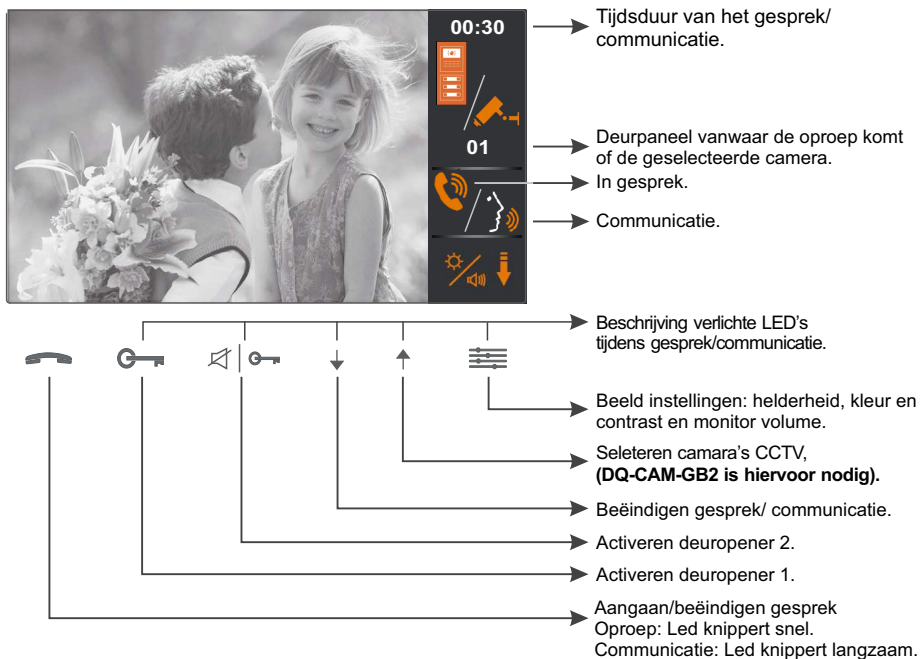 00:30
Tijdsduur van het gesprek/
communicatie.
01
Deurpaneel vanwaar de oproep komt
of de geselecteerde camera.
In gesprek.
Communicatie.
Beschrijving verlichte LED's
tijdens gesprek/communicatie.
Beeld instellingen: helderheid, kleur en
contrast en monitor volume.
Seleteren camara's CCTV,
(DQ-CAM-GB2 is hiervoor nodig).
Beëindigen gesprek/ communicatie.
Activeren deuropener 2.
Activeren deuropener 1.
Aangaan/beëindigen gesprek
Oproep: Led knippert snel.
Communicatie: Led knippert langzaam.